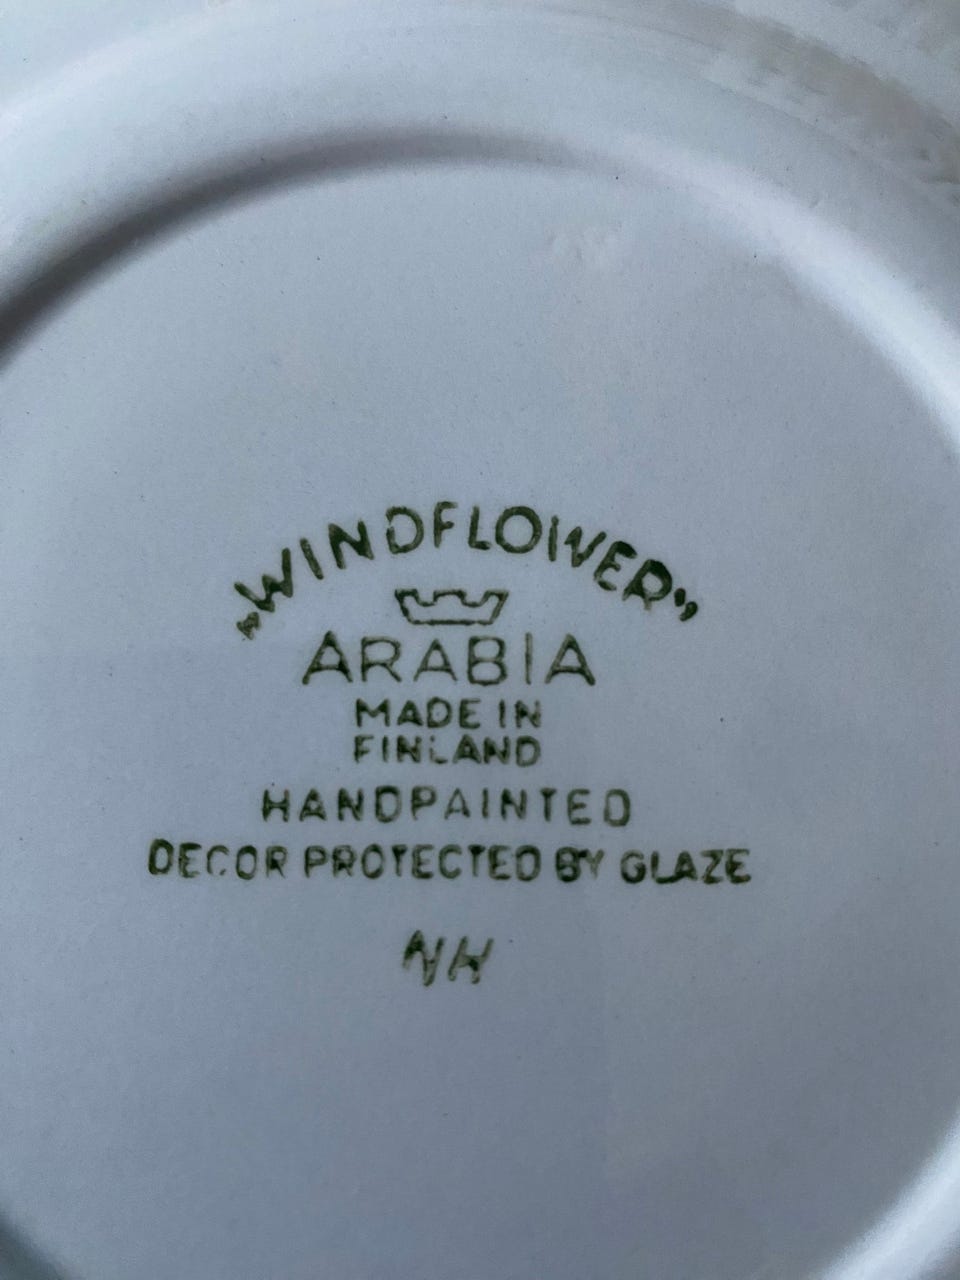 „WINDFLOWER”
ARABIA
MADE IN
FINLAND
HANDPAINTED
DECOR PROTECTED BY GLAZE
NH